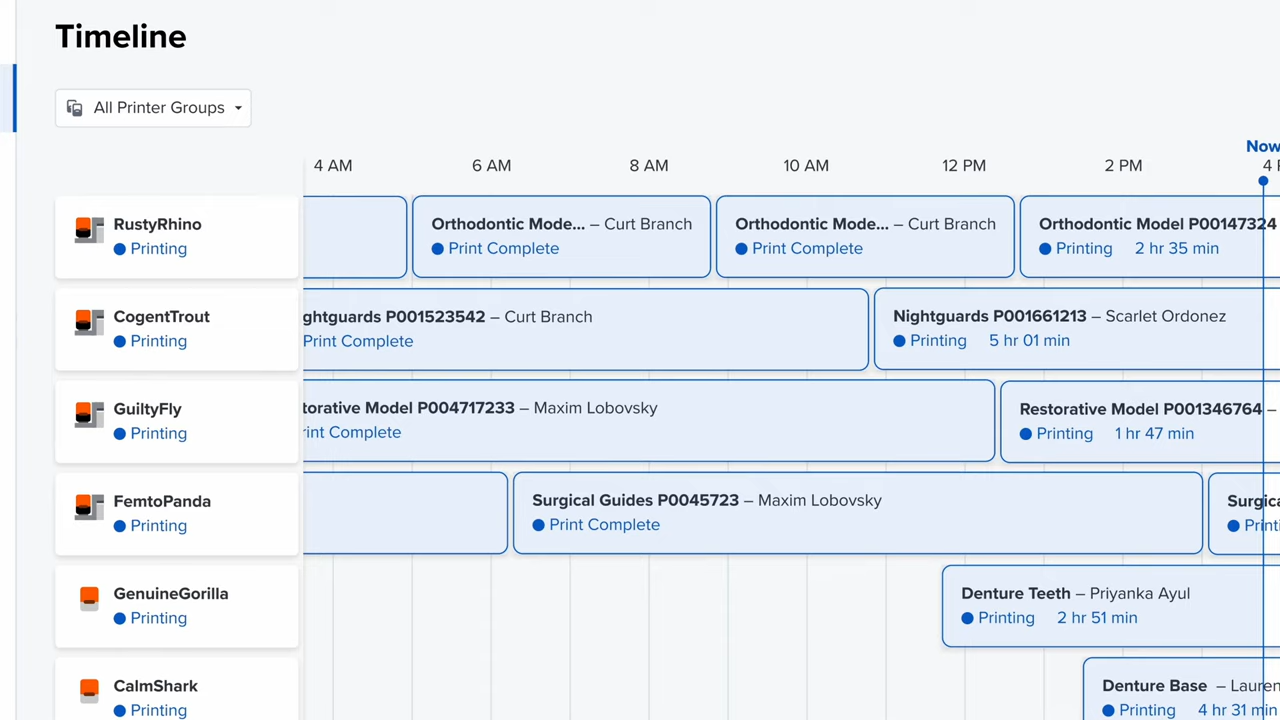 Timeline
All Printer Groups
Now
4 AM 6 AM 8 AM 10 AM 12 PM 2 PM 4
RustyRhino
Printing
Orthodontic Mode... – Curt Branch
Print Complete
Orthodontic Mode... – Curt Branch
Print Complete
Orthodontic Model P00147324
Printing 2 hr 35 min
CogentTrout
Printing
ghtguards P001523542 – Curt Branch
Print Complete
Nightguards P001661213 – Scarlet Ordonez
Printing 5 hr 01 min
GuiltyFly
Printing
torative Model P004717233 – Maxim Lobovsky
rint Complete
Restorative Model P001346764 –
Printing 1 hr 47 min
FemtoPanda
Printing
Surgical Guides P0045723 – Maxim Lobovsky
Print Complete
Surgica
Printi
GenuineGorilla
Printing
Denture Teeth – Priyanka Ayul
Printing 2 hr 51 min
CalmShark
Printing
Denture Base – Lauren
Printing 4 hr 31 min